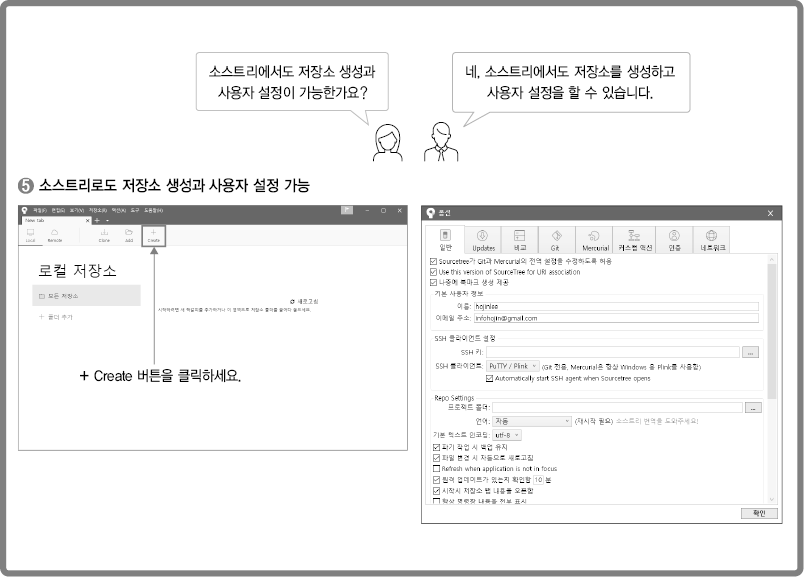 소스트리에서도 저장소 생성과
사용자 설정이 가능한가요?
네, 소스트리에서도 저장소를 생성하고
사용자 설정을 할 수 있습니다.
5 소스트리로도 저장소 생성과 사용자 설정 가능
파일(F) 편집(E) 보기(V) 저장소(R) 액션(A) 도구 도움말(H)
New tab
Local Remote Clone Add Create
로컬 저장소
모든 저장소
폴더 추가
새로고침
+ Create 버튼을 클릭하세요.
옵션
일반 Updates 비교 Git Mercurial 커스텀 액션 인증 네트워크
Sourcetree가 Git과 Mercurial의 전역 설정을 수정하도록 허용
Use this version of SourceTree for URI association
나중에 북마크 생성 제공
기본 사용자 정보
이름: hojinlee
이메일 주소: infohojin@gmail.com
SSH 클라이언트 설정
SSH 키: ...
SSH 클라이언트: PuTTY / Plink (Git 전용, Mercurial은 항상 Windows 용 Plink를 사용함)
Automatically start SSH agent when Sourcetree opens
Repo Settings
프로젝트 폴더: ...
언어: 자동 (재시작 필요) 소스트리 번역을 도와주세요!
기본 텍스트 인코딩: utf-8
파기 작업 시 백업 유지
파일 변경 시 자동으로 새로고침
Refresh when application is not in focus
원격 업데이트가 있는지 확인함 10 분
시작시 저장소 탭 내용을 오픈함
항상 명령창 내용을 전부 표시
확인